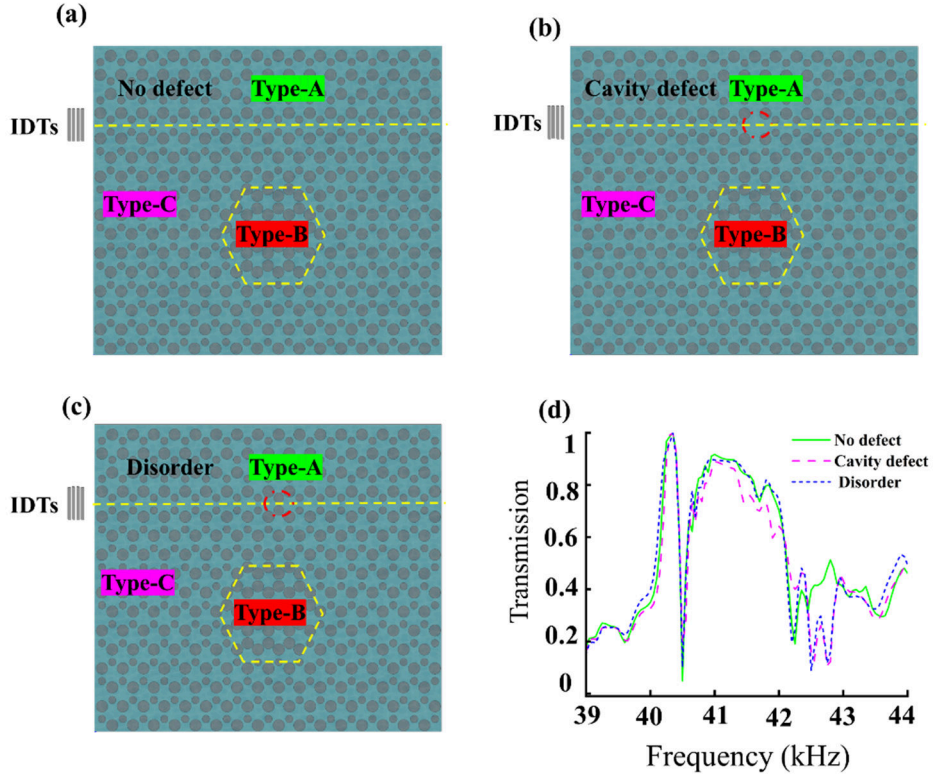 (a)
No defect
Type-A
IDTs
Type-C
Type-B
(b)
Cavity defect
Type-A
IDTs
Type-C
Type-B
(c)
Disorder
Type-A
IDTs
Type-C
Type-B
(d)
No defect
Cavity defect
Disorder
Transmission
1
0.8
0.6
0.4
0.2
0
39 40 41 42 43 44
Frequency (kHz)